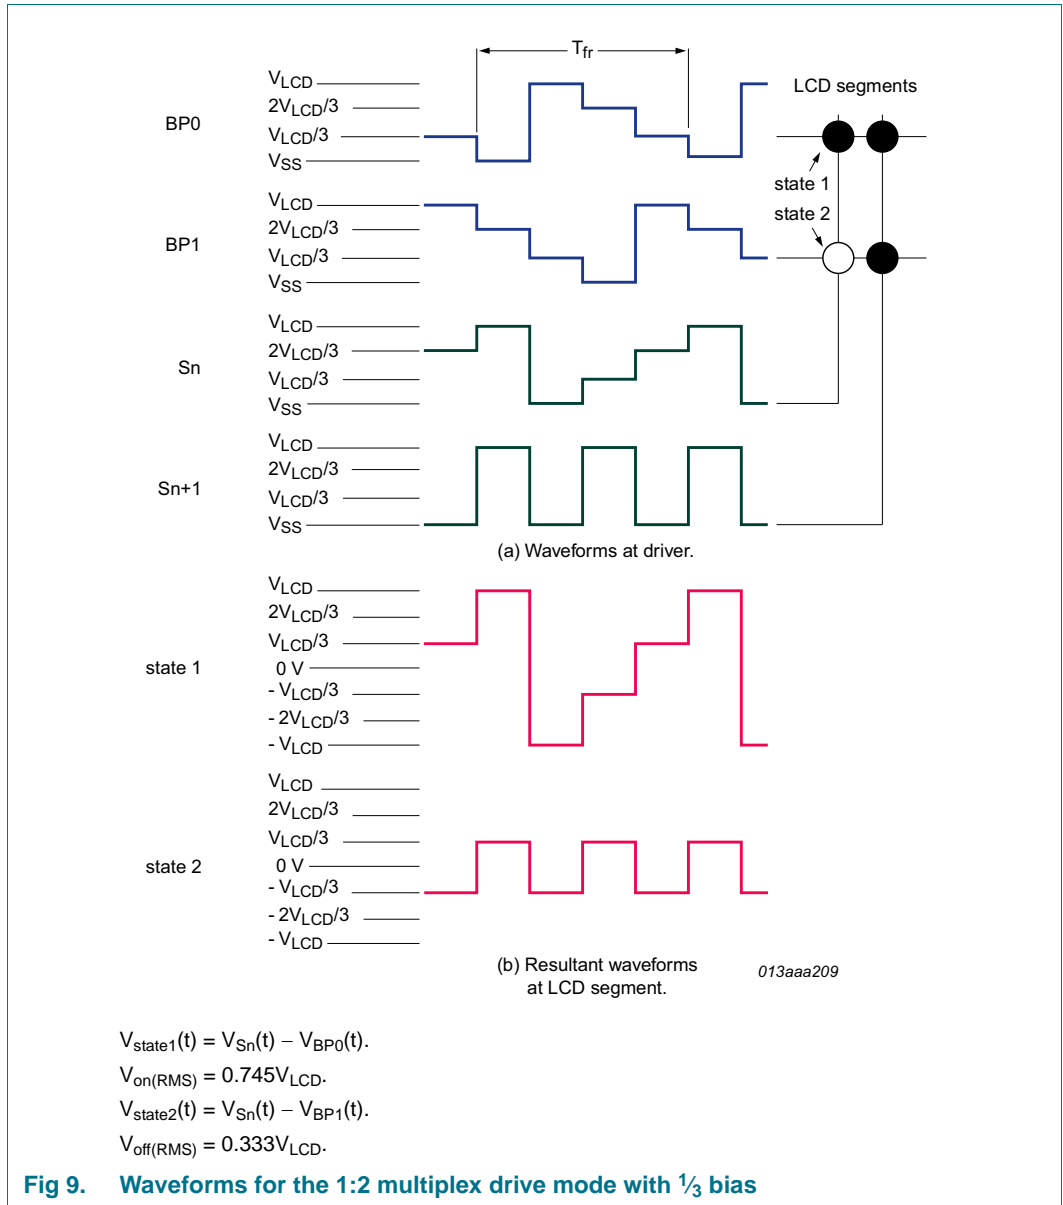 Tfr
BP0
VLCD
2VLCD/3
VLCD/3
VSS
LCD segments
state 1
state 2
BP1
VLCD
2VLCD/3
VLCD/3
VSS
Sn
VLCD
2VLCD/3
VLCD/3
VSS
Sn+1
VLCD
2VLCD/3
VLCD/3
VSS
(a) Waveforms at driver.
state 1
VLCD
2VLCD/3
VLCD/3
0 V
- VLCD/3
- 2VLCD/3
- VLCD
state 2
VLCD
2VLCD/3
VLCD/3
0 V
- VLCD/3
- 2VLCD/3
- VLCD
(b) Resultant waveforms
at LCD segment.
013aaa209
Vstate1(t) = VSn(t) − VBP0(t).
Von(RMS) = 0.745VLCD.
Vstate2(t) = VSn(t) − VBP1(t).
Voff(RMS) = 0.333VLCD.
Fig 9. Waveforms for the 1:2 multiplex drive mode with 1⁄3 bias